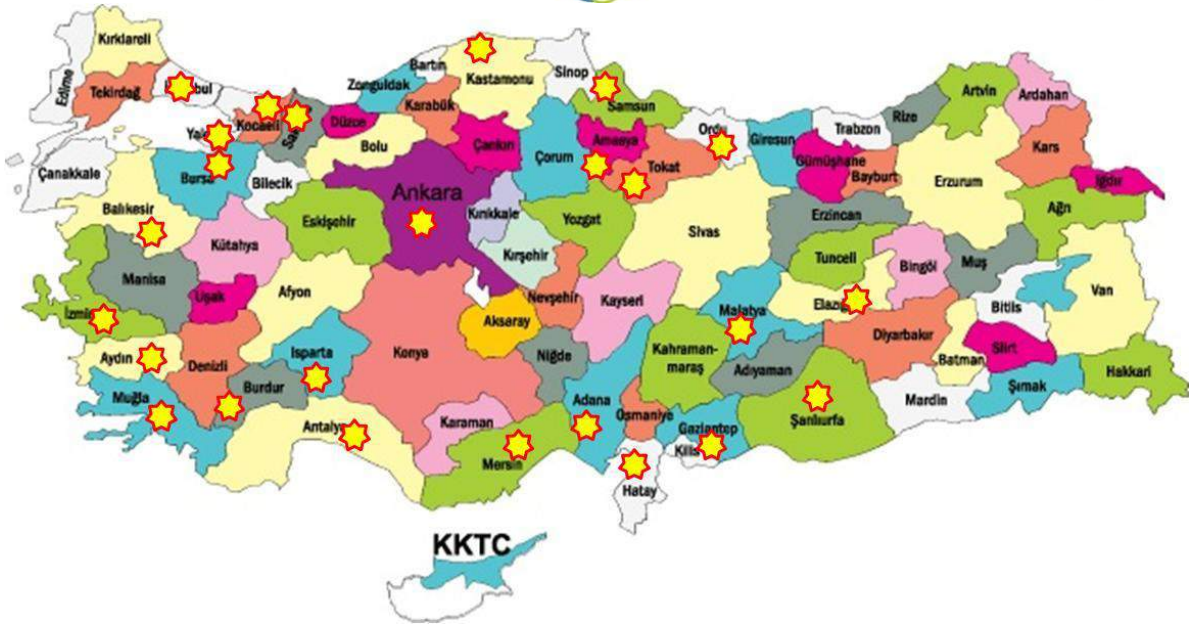 Kırklareli
Edirne
Tekirdağ
Kocaeli
Düzce
Zonguldak
Bartın
Karabük
Kastamonu
Sinop
Samsun
Çankırı
Çorum
Amasya
Tokat
Ordu
Giresun
Trabzon
Gümüşhane
Bayburt
Rize
Artvin
Ardahan
Kars
Iğdır
Erzurum
Ağrı
Çanakkale
Balıkesir
Bursa
Bilecik
Bolu
Eskişehir
Ankara
Kırıkkale
Kırşehir
Yozgat
Sivas
Erzincan
Tunceli
Bingöl
Muş
Bitlis
Van
Kütahya
Manisa
Uşak
Afyon
İzmir
Aydın
Denizli
Muğla
Burdur
Isparta
Antalya
Konya
Aksaray
Nevşehir
Niğde
Kayseri
Karaman
Mersin
Adana
Osmaniye
Hatay
Kahraman-
maraş
Malatya
Adıyaman
Gaziantep
Kilis
Şanlıurfa
Elazığ
Diyarbakır
Batman
Mardin
Siirt
Şırnak
Hakkari
KKTC